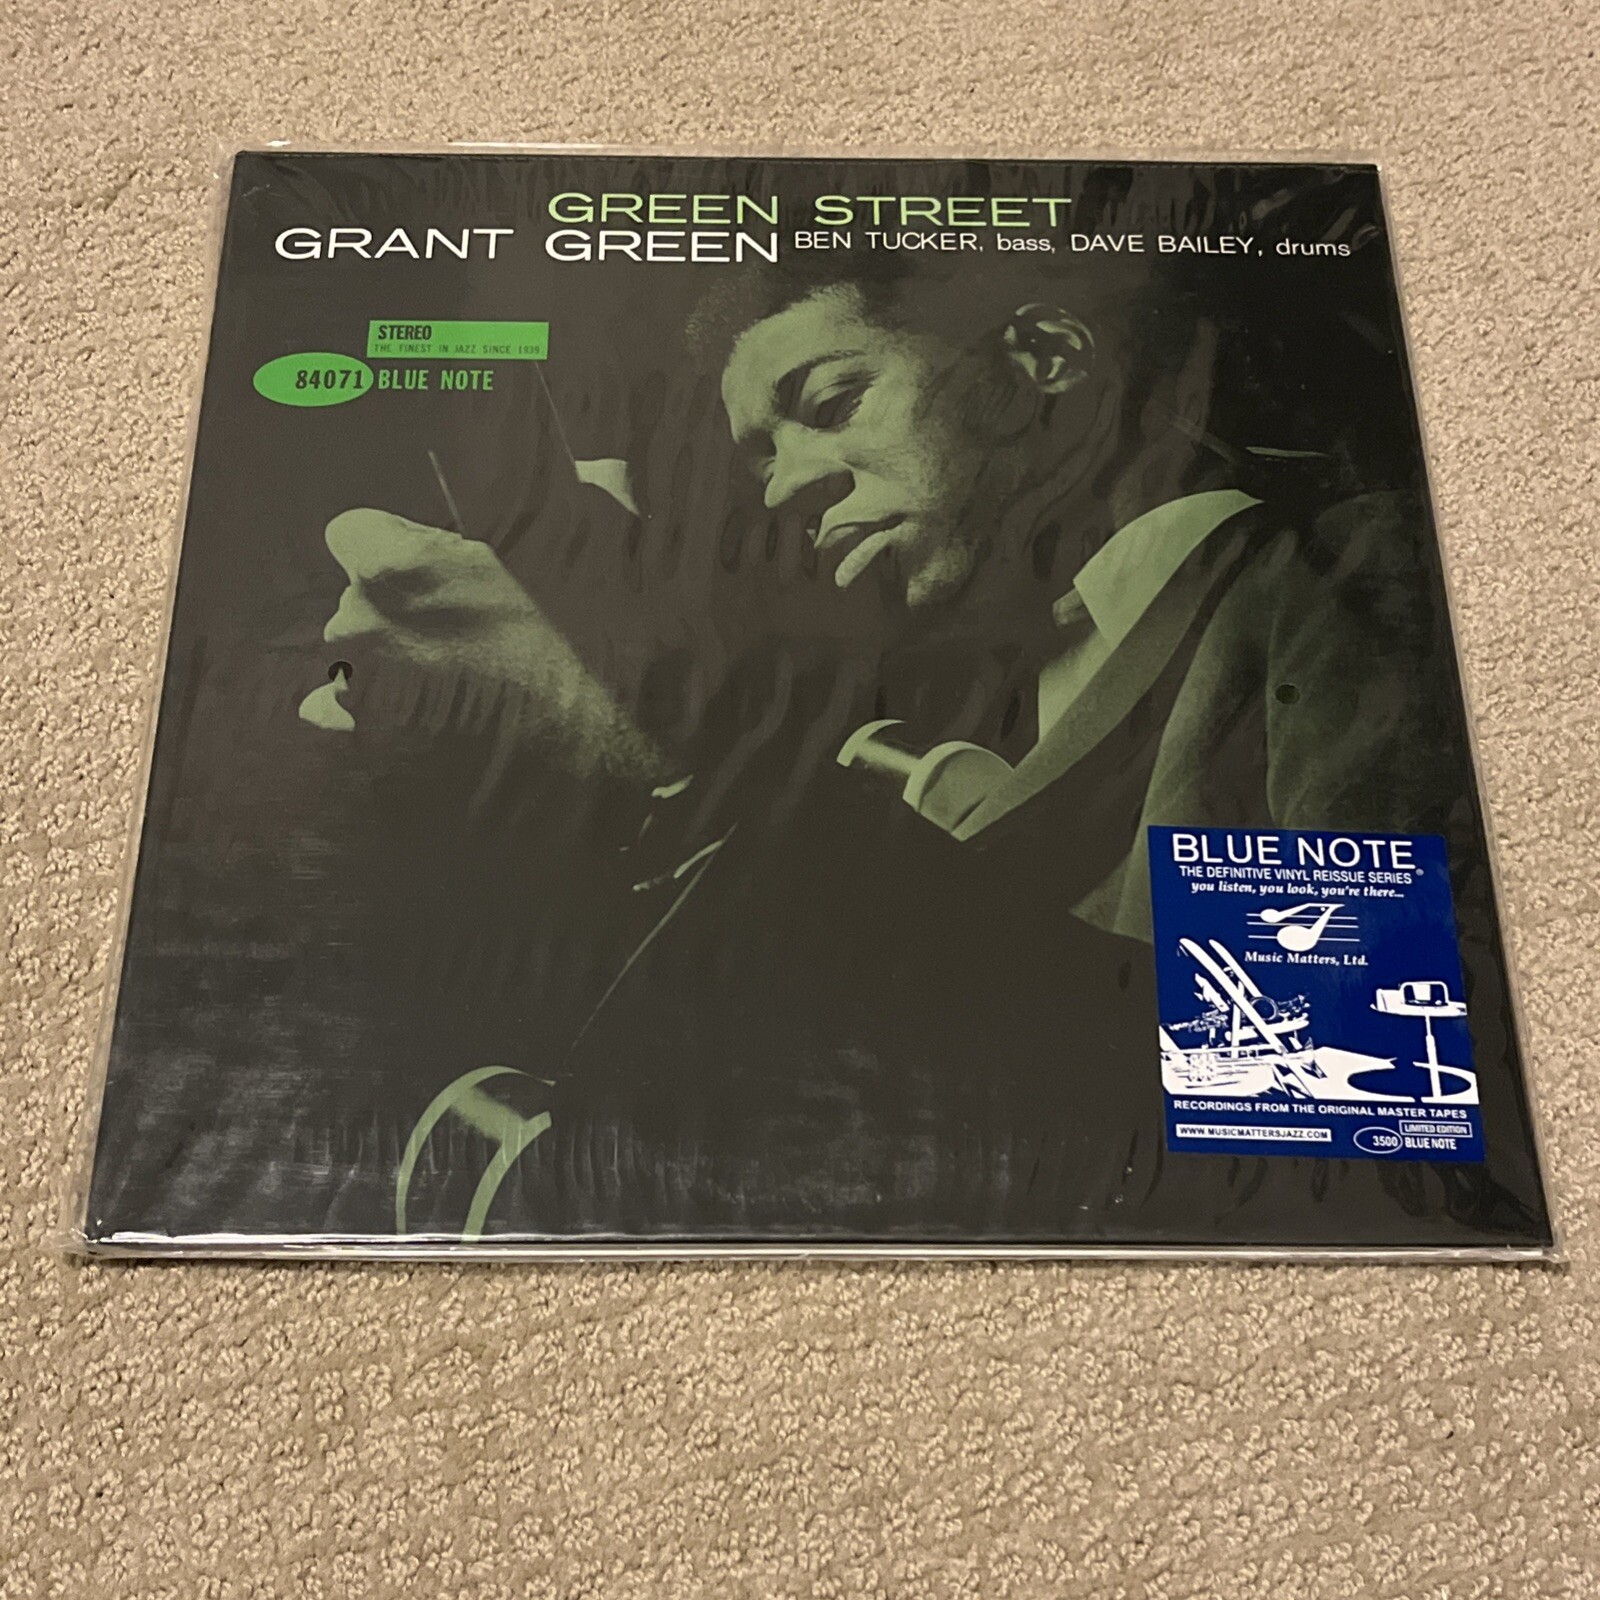 GREEN STREET
GRANT GREEN BEN TUCKER, bass, DAVE BAILEY, drums
STEREO
THE FINEST IN JAZZ SINCE 1939
84071 BLUE NOTE
BLUE NOTE
THE DEFINITIVE VINYL REISSUE SERIES®
you listen, you look, you're there...
Music Matters, Ltd.
RECORDINGS FROM THE ORIGINAL MASTER TAPES
WWW.MUSICMATTERSJAZZ.COM
LIMITED EDITION
3500 BLUE NOTE